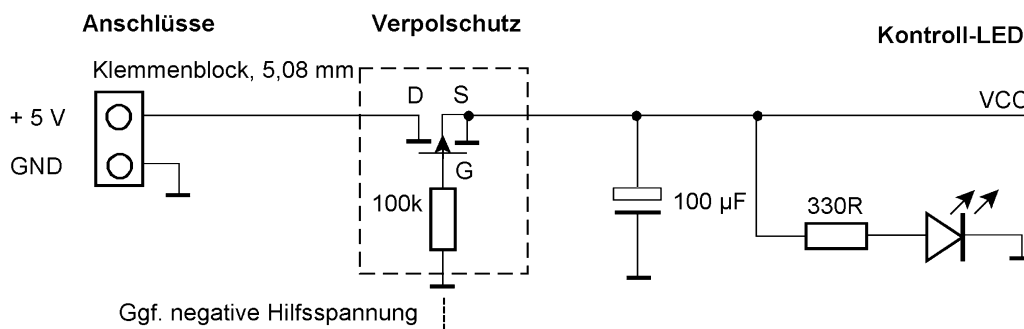 Anschlüsse
Verpolschutz
Kontroll-LED
Klemmenblock, 5,08 mm
D S
VCC
+ 5 V
GND
G
100k
100 µF
330R
Ggf. negative Hilfsspannung